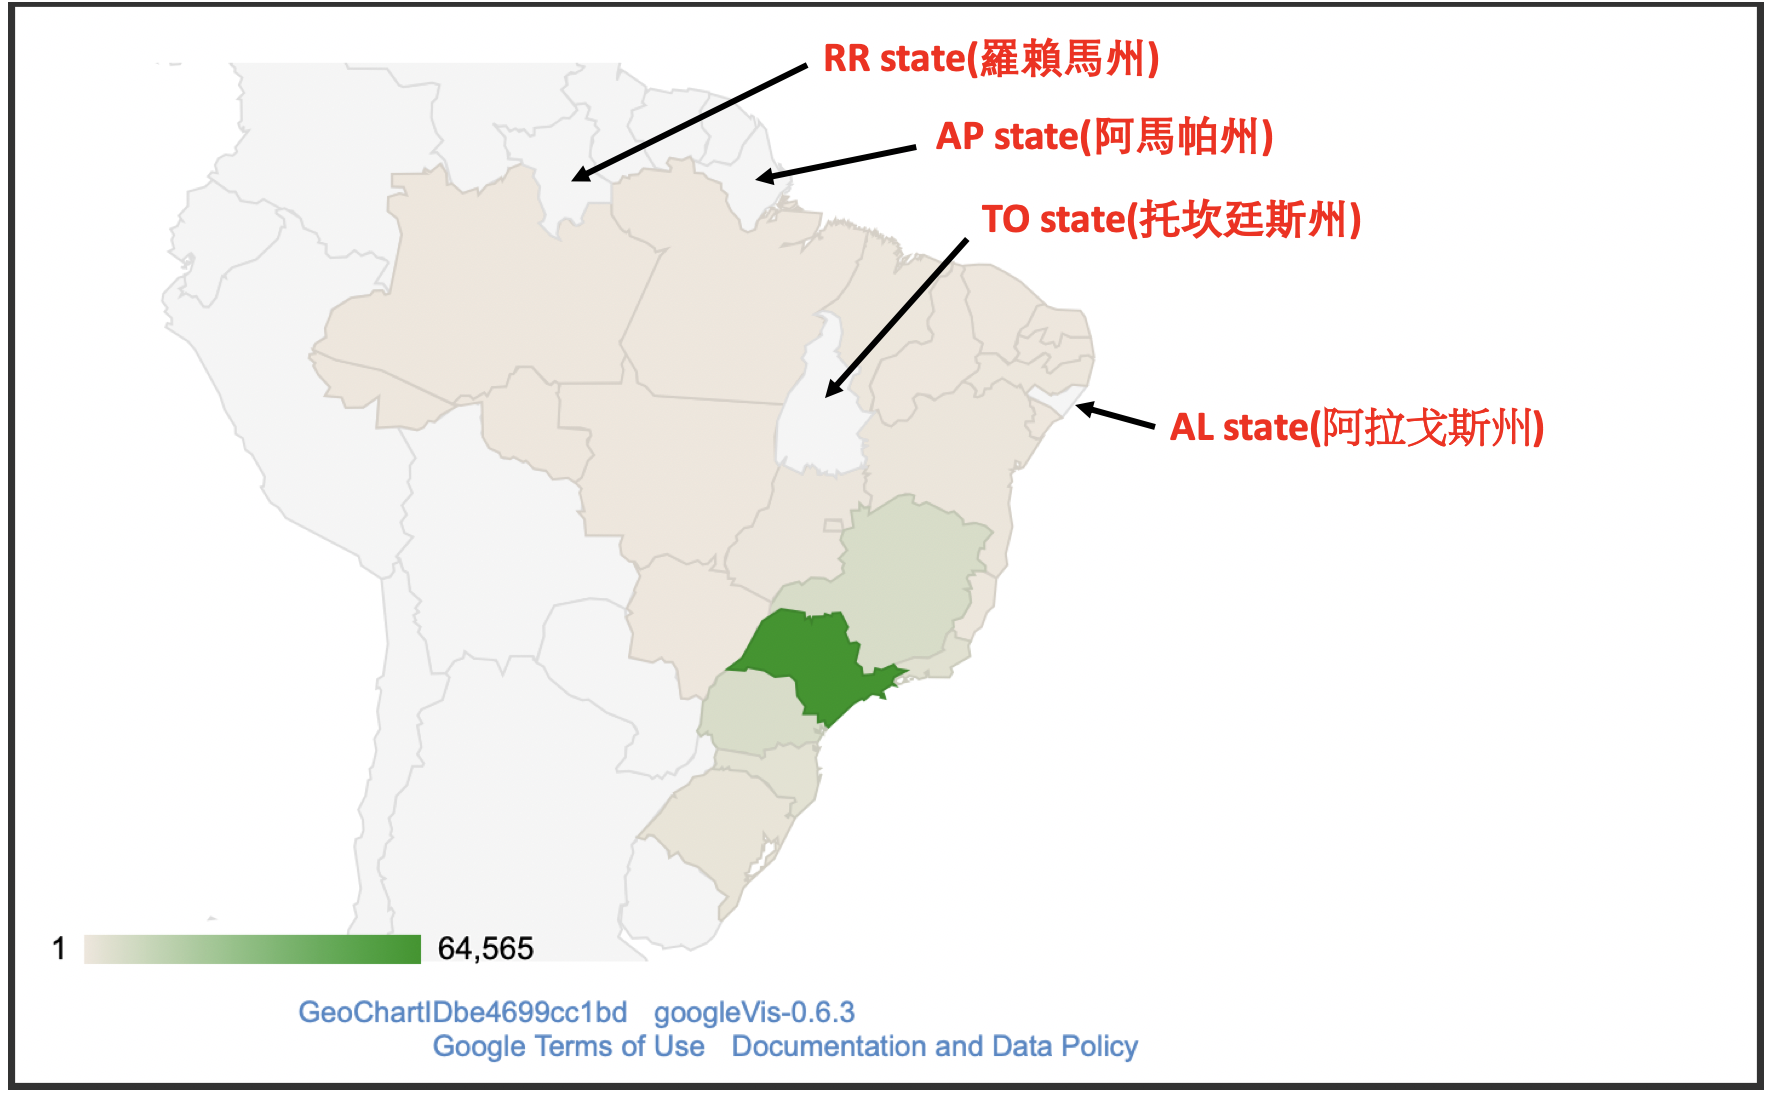 RR state(羅賴馬州)
AP state(阿馬帕州)
TO state(托坎廷斯州)
AL state(阿拉戈斯州)
1 64,565
GeoChartIDbe4699cc1bd googleVis-0.6.3
Google Terms of Use Documentation and Data Policy